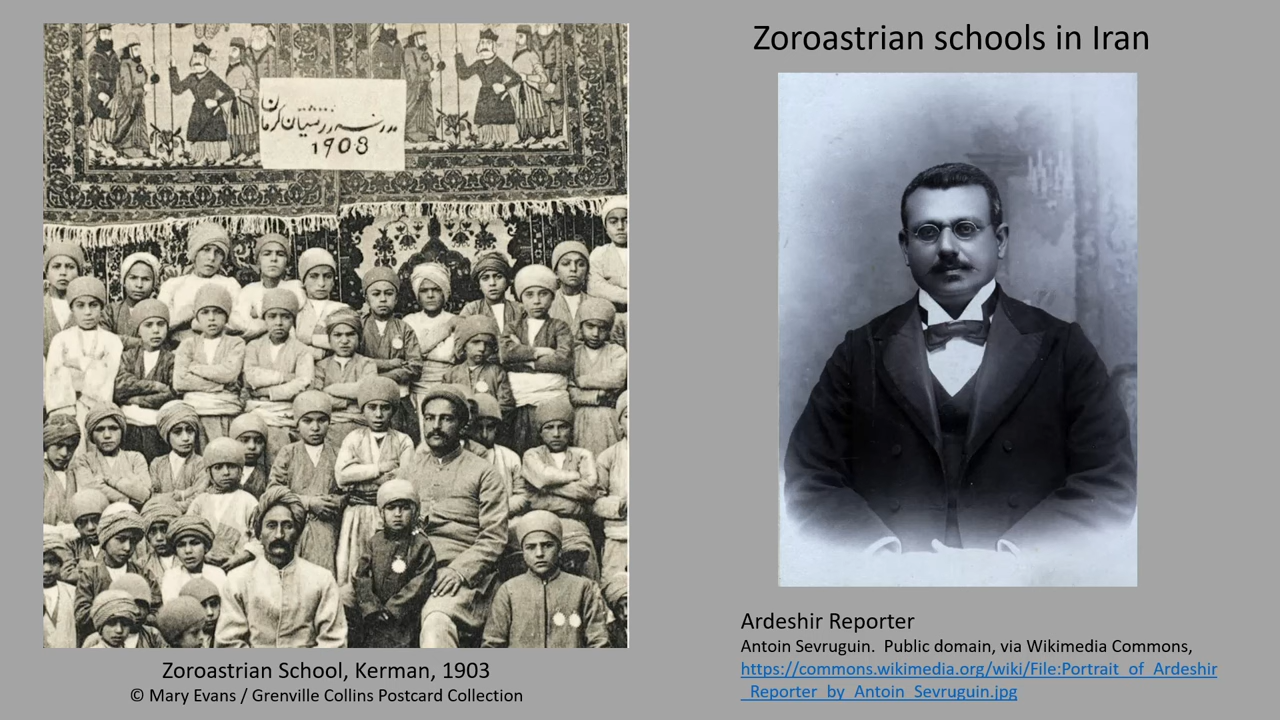 Zoroastrian schools in Iran
مدرسه زرتشتیان کرمان
1903
Zoroastrian School, Kerman, 1903
© Mary Evans / Grenville Collins Postcard Collection
Ardeshir Reporter
Antoin Sevruguin.  Public domain, via Wikimedia Commons,
https://commons.wikimedia.org/wiki/File:Portrait_of_Ardeshir
_Reporter_by_Antoin_Sevruguin.jpg